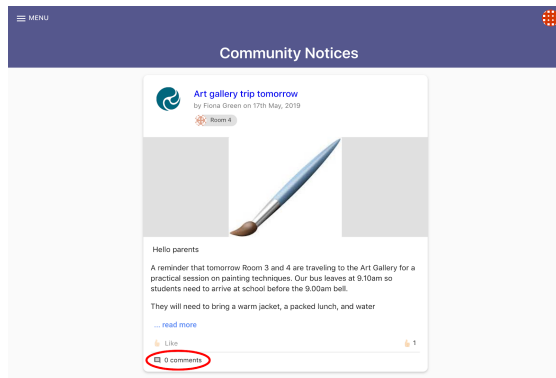 MENU
Community Notices
Art gallery trip tomorrow
by Fiona Green on 17th May, 2019
Room 4
Hello parents
A reminder that tomorrow Room 3 and 4 are traveling to the Art Gallery for a
practical session on painting techniques. Our bus leaves at 9.10am so
students need to arrive at school before the 9.00am bell.
They will need to bring a warm jacket, a packed lunch, and water
... read more
Like 1
0 comments